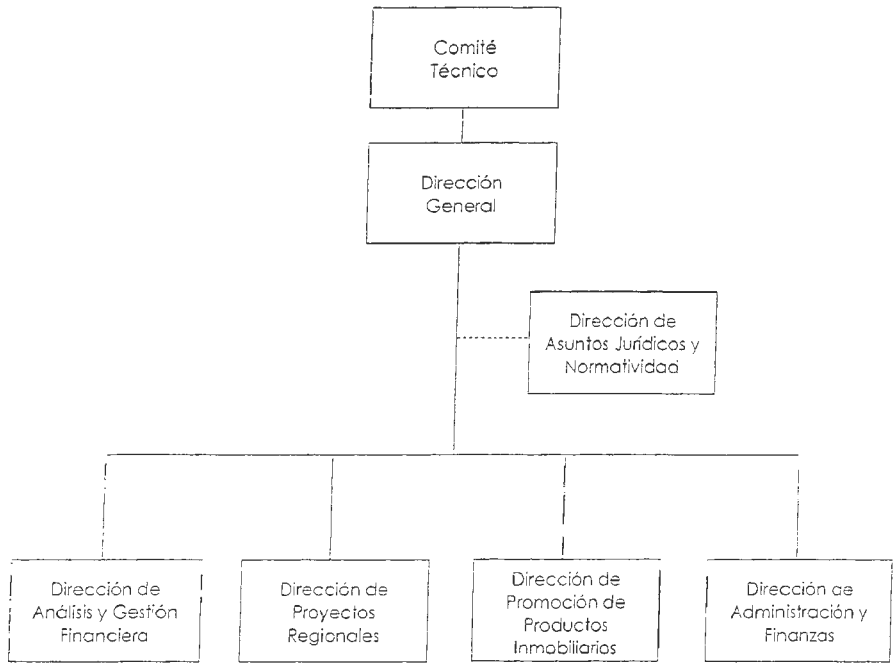 Comité
Técnico
Dirección
General
Dirección de
Asuntos Jurídicos y
Normatividad
Dirección de
Análisis y Gestión
Financiera
Dirección de
Proyectos
Regionales
Dirección de
Promoción de
Productos
Inmobiliarios
Dirección de
Administración y
Finanzas